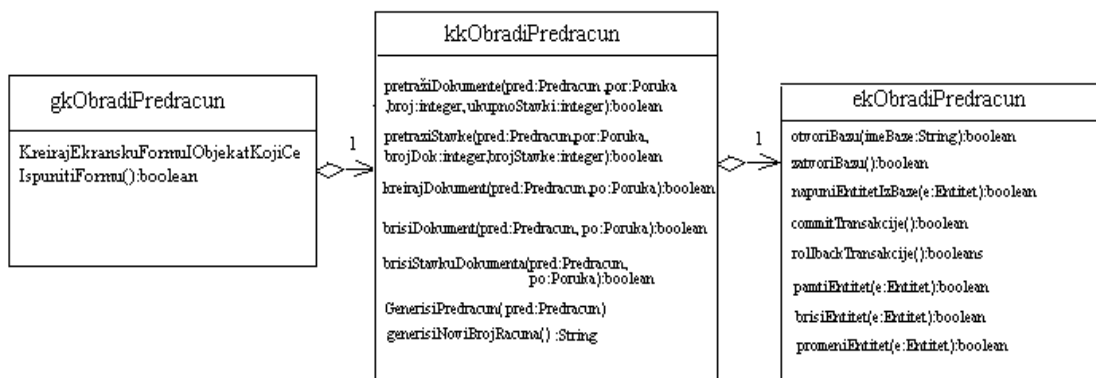 gkObradiPredracun
KreirajEkranskuFormuIObjekatKojiCe
IspunitiFormu():boolean
1
kkObradiPredracun
pretražiDokumente(pred:Predracun ,por:Poruka
,broj:integer,ukupnoStavki:integer):boolean
pretraziStavke(pred:Predracun,por:Poruka,
brojDok:integer,brojStavke:integer):boolean
kreirajDokument(pred:Predracun,po:Poruka):boolean
brisiDokument(pred:Predracun, po:Poruka):boolean
brisiStavkuDokumenta(pred:Predracun,
po:Poruka):boolean
GenerisiPredracun( pred:Predracun)
generisiNoviBrojRacuna() :String
1
ekObradiPredracun
otvoriBazu(imeBaze:String):boolean
zatvoriBazu():boolean
napuniEntitetIzBaze(e:Entitet):boolean
commitTransakcije():boolean
rollbackTransakcije():booleans
pamtiEntitet(e:Entitet):boolean
brisiEntitet(e:Entitet):boolean
promeniEntitet(e:Entitet):boolean